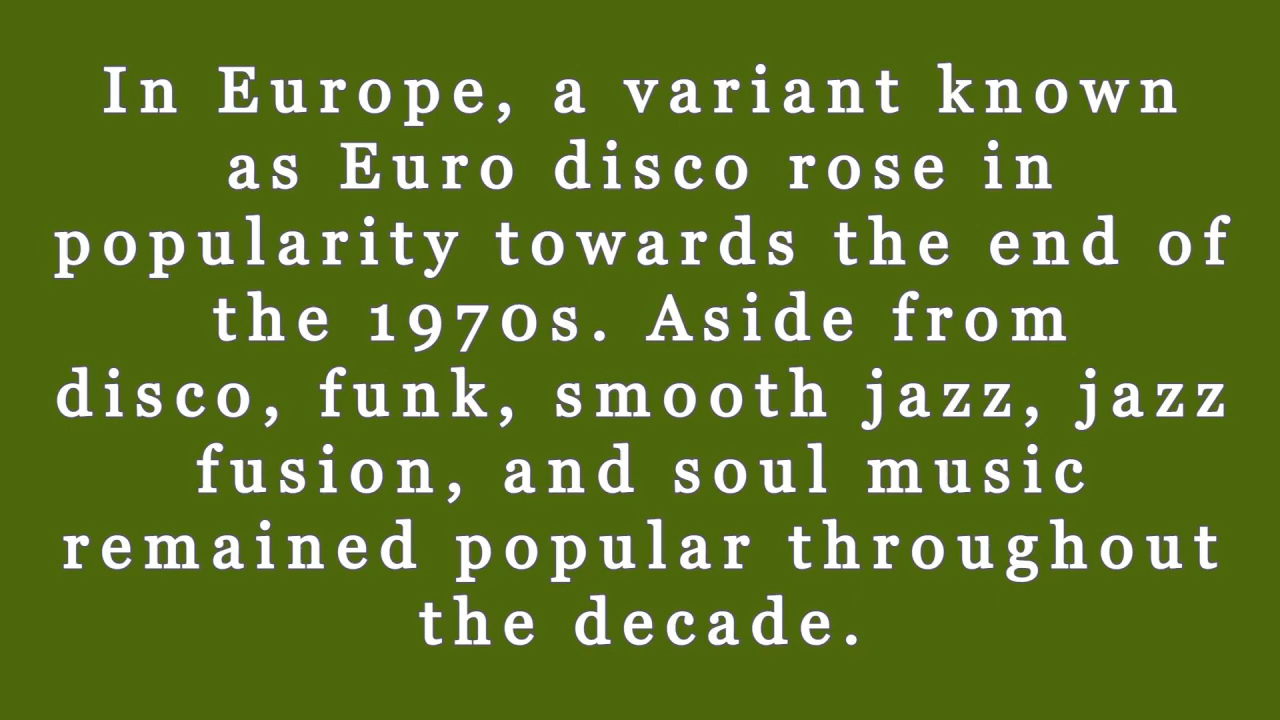 In Europe, a variant known
as Euro disco rose in
popularity towards the end of
the 1970s. Aside from
disco, funk, smooth jazz, jazz
fusion, and soul music
remained popular throughout
the decade.